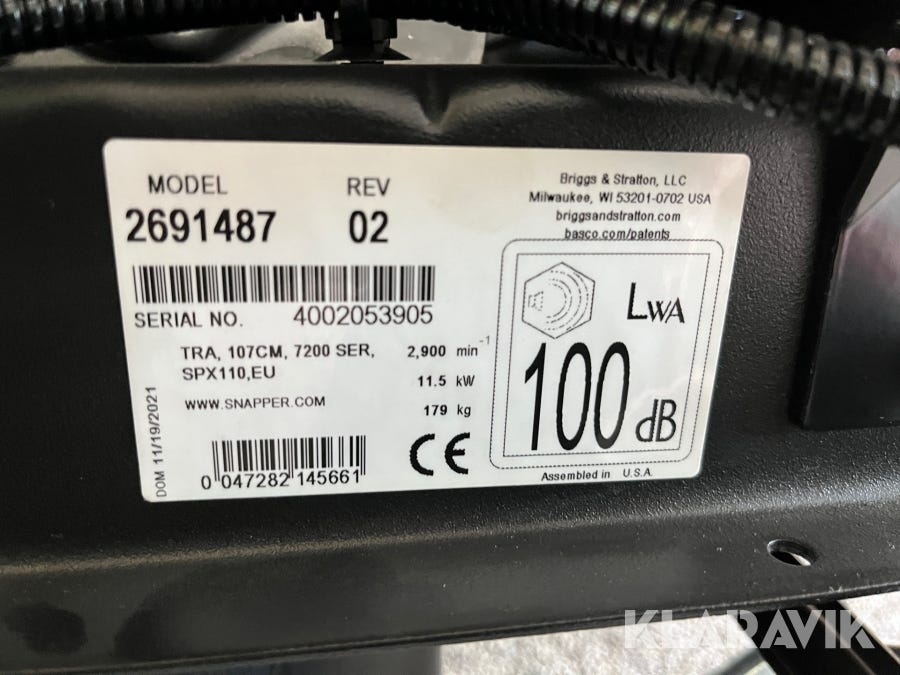 MODEL REV
2691487 02
SERIAL NO. 4002053905
TRA, 107CM, 7200 SER,
SPX110,EU
WWW.SNAPPER.COM
2,900 min-1
11.5 kW
179 kg
CE
DOM 11/19/2021
0 047282 145661
Briggs & Stratton, LLC
Milwaukee, WI 53201-0702 USA
briggsandstratton.com
basco.com/patents
LWA
100 dB
Assembled in U.S.A.
KLARAVIK